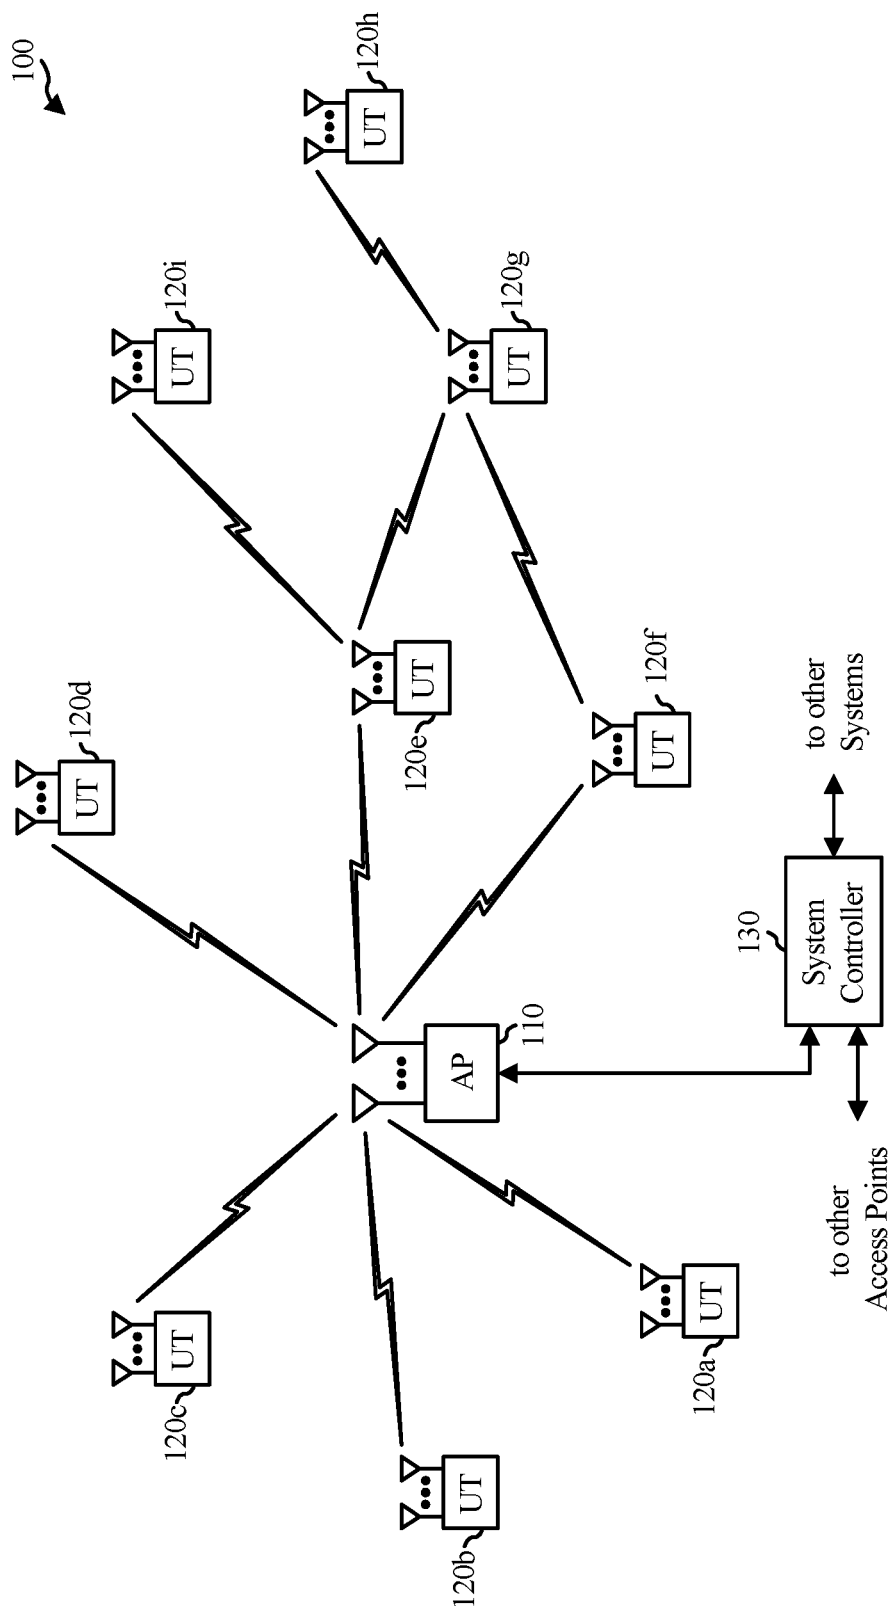 100
UT
120d
UT
120i
UT
120h
UT
120c
UT
120e
UT
120g
UT
120b
AP
110
UT
120f
UT
120a
130
System
Controller
to other
Systems
to other
Access Points